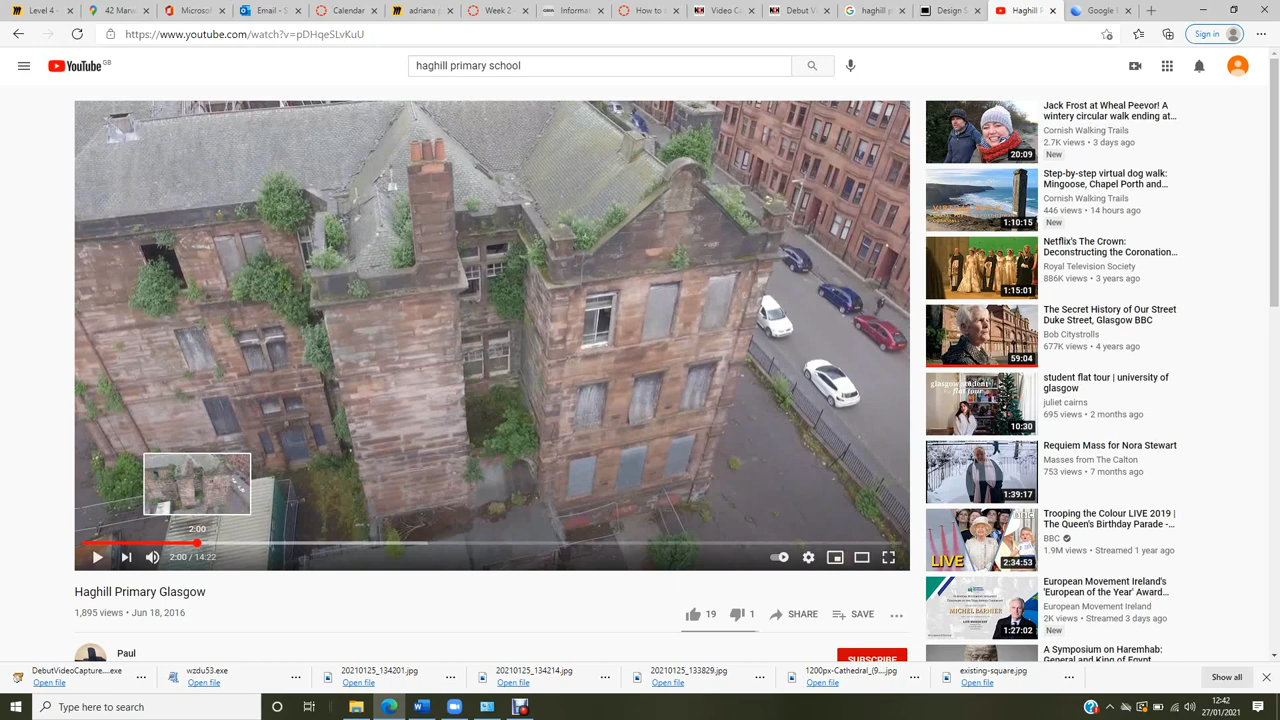 Level 4 -
42 Marw
Microsof
Email – S
Calendar
adriana p
Week 2 -
Informat
How to
Video Ca
Debut Vi
haghill p
Design S
Haghill P
Google E
https://www.youtube.com/watch?v=pDHqeSLvKuU
Sign in
YouTube GB
haghill primary school
Jack Frost at Wheal Peevor! A
wintery circular walk ending at...
Cornish Walking Trails
2.7K views • 3 days ago
New
20:09
Step-by-step virtual dog walk:
Mingoose, Chapel Porth and...
Cornish Walking Trails
446 views • 14 hours ago
New
1:10:15
Netflix's The Crown:
Deconstructing the Coronation...
Royal Television Society
886K views • 3 years ago
1:15:01
The Secret History of Our Street
Duke Street, Glasgow BBC
Bob Citystrolls
677K views • 4 years ago
59:04
student flat tour | university of
glasgow
juliet cairns
695 views • 2 months ago
glasgow student
flat tour
10:30
Requiem Mass for Nora Stewart
Masses from The Calton
753 views • 7 months ago
1:39:17
Trooping the Colour LIVE 2019 |
The Queen's Birthday Parade -...
BBC
1.9M views • Streamed 1 year ago
BBC
LIVE
2:34:53
European Movement Ireland's
'European of the Year' Award...
European Movement Ireland
2K views • Streamed 3 days ago
New
MICHEL BARNIER
1:27:02
A Symposium on Haremhab:
General and King of Egypt
2:00
2:00 / 14:22
Haghill Primary Glasgow
1,895 views • Jun 18, 2016
19
1
SHARE
SAVE
Paul
SUBSCRIBE
DebutVideoCapture....exe
Open file
wzdu53.exe
Open file
20210125_134201.jpg
Open file
20210125_134214.jpg
Open file
20210125_133829.jpg
Open file
1200px-Cathedral_(9....jpg
Open file
existing-square.jpg
Open file
Show all
Type here to search
12:42
27/01/2021